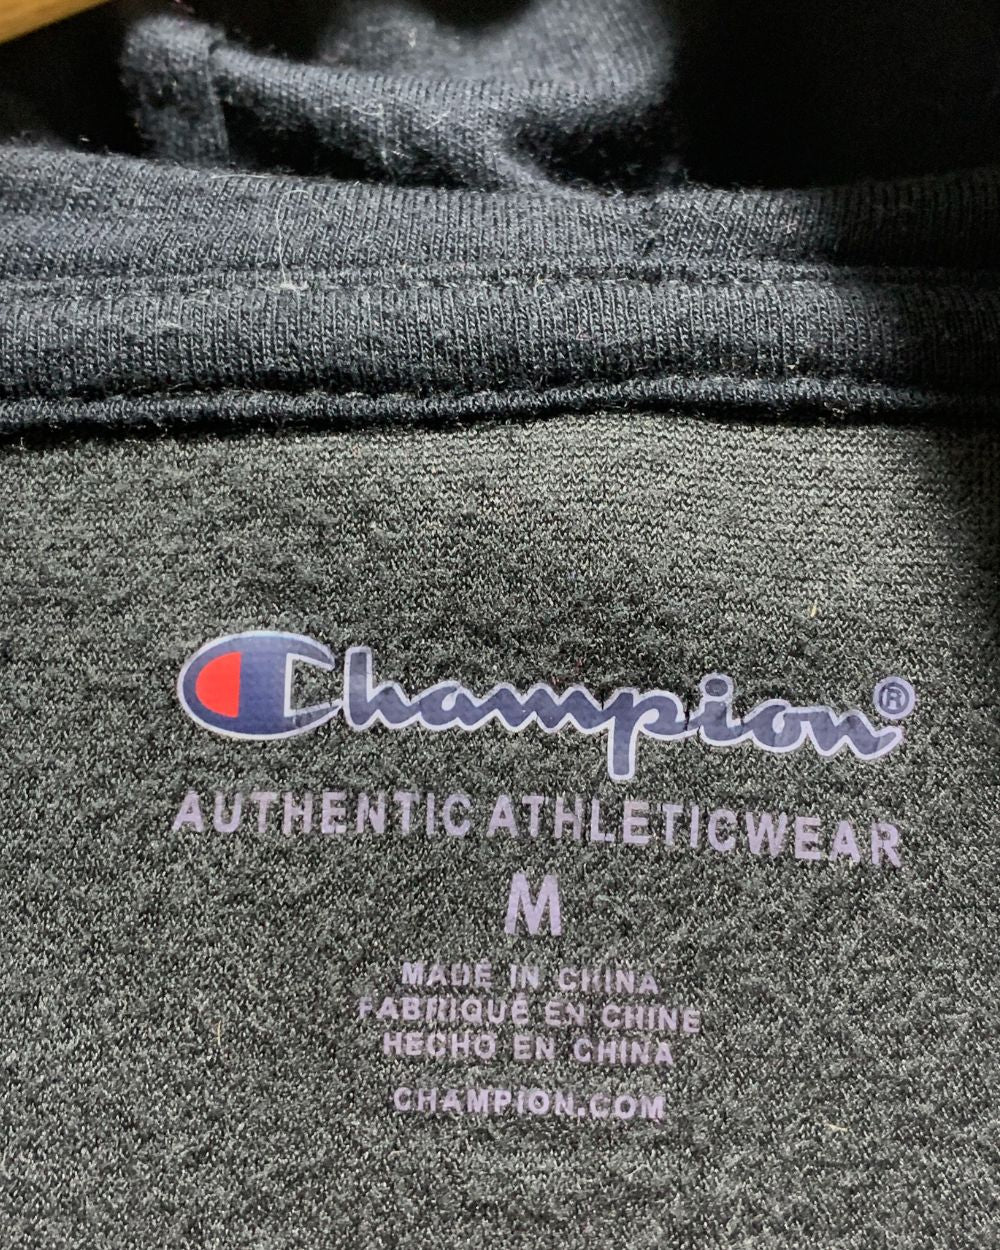 Champion®
AUTHENTIC ATHLETICWEAR
M
MADE IN CHINA
FABRIQUÉ EN CHINE
HECHO EN CHINA
CHAMPION.COM